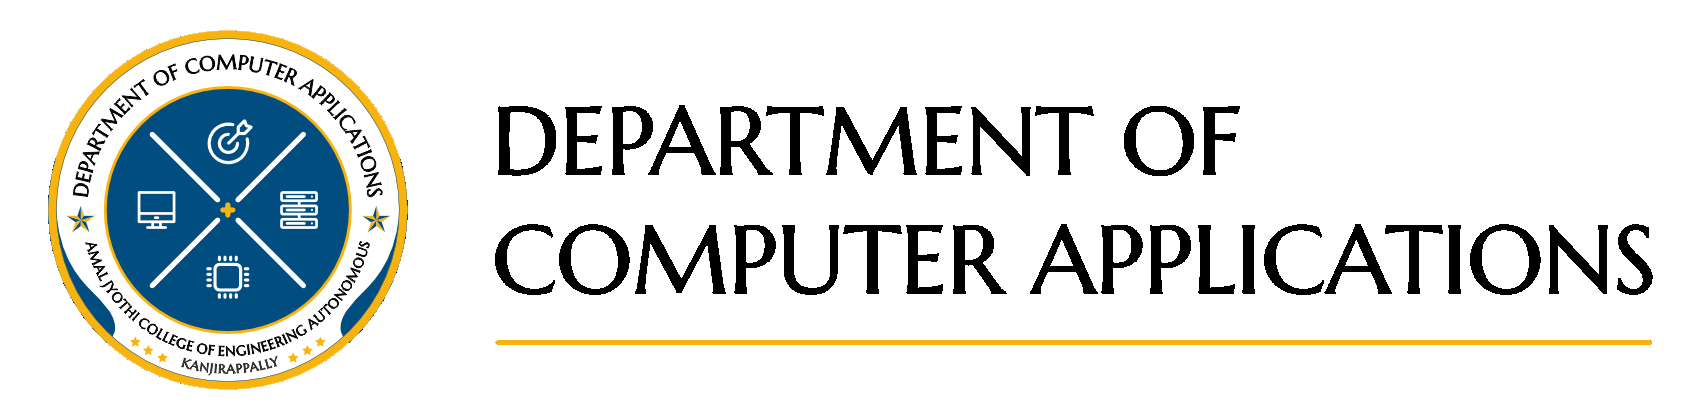 DEPARTMENT OF COMPUTER APPLICATIONS
AMAL JYOTHI COLLEGE OF ENGINEERING AUTONOMOUS
KANJIRAPPALLY
DEPARTMENT OF
COMPUTER APPLICATIONS